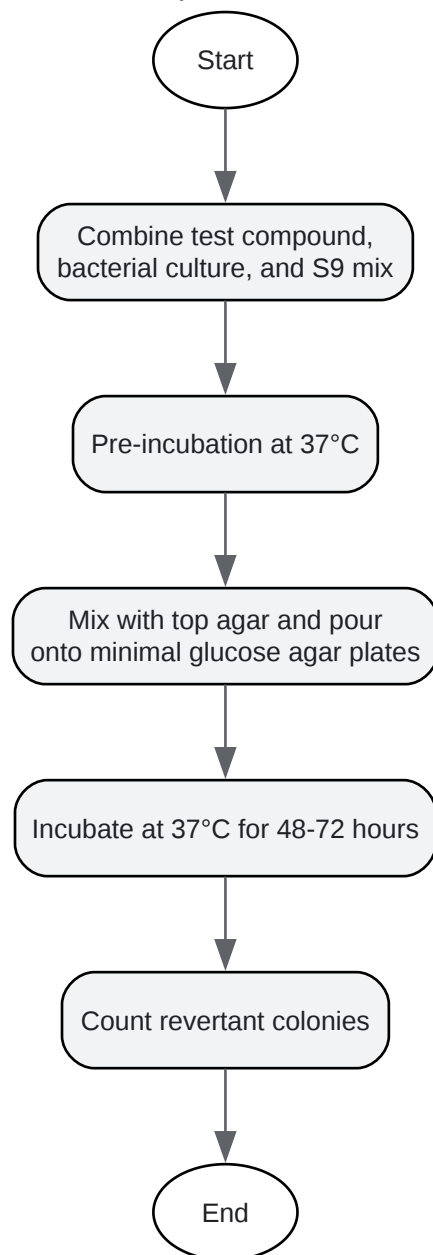 Start
Combine test compound,
bacterial culture, and S9 mix
Pre-incubation at 37°C
Mix with top agar and pour
onto minimal glucose agar plates
Incubate at 37°C for 48-72 hours
Count revertant colonies
End